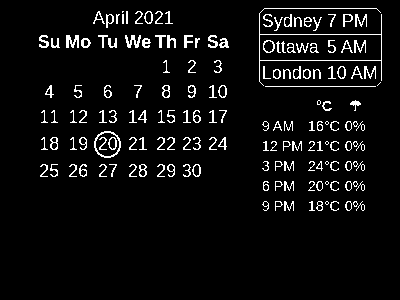 April 2021
Su Mo Tu We Th Fr Sa
1 2 3
4 5 6 7 8 9 10
11 12 13 14 15 16 17
18 19 20 21 22 23 24
25 26 27 28 29 30
Sydney 7 PM
Ottawa 5 AM
London 10 AM
°C
9 AM 16°C 0%
12 PM 21°C 0%
3 PM 24°C 0%
6 PM 20°C 0%
9 PM 18°C 0%